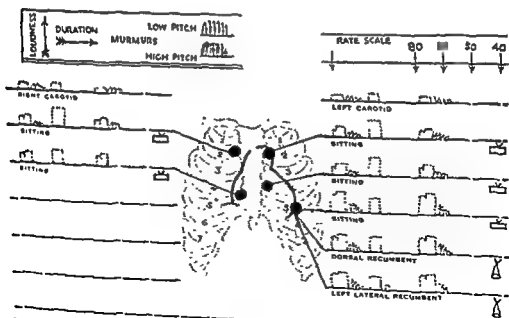 LOUDNESS
DURATION
LOW PITCH
MURMURS
HIGH PITCH
RATE SCALE
80
50
40
RIGHT CAROTID
SITTING
SITTING
LEFT CAROTID
SITTING
SITTING
SITTING
DORSAL RECUMBENT
LEFT LATERAL RECUMBENT